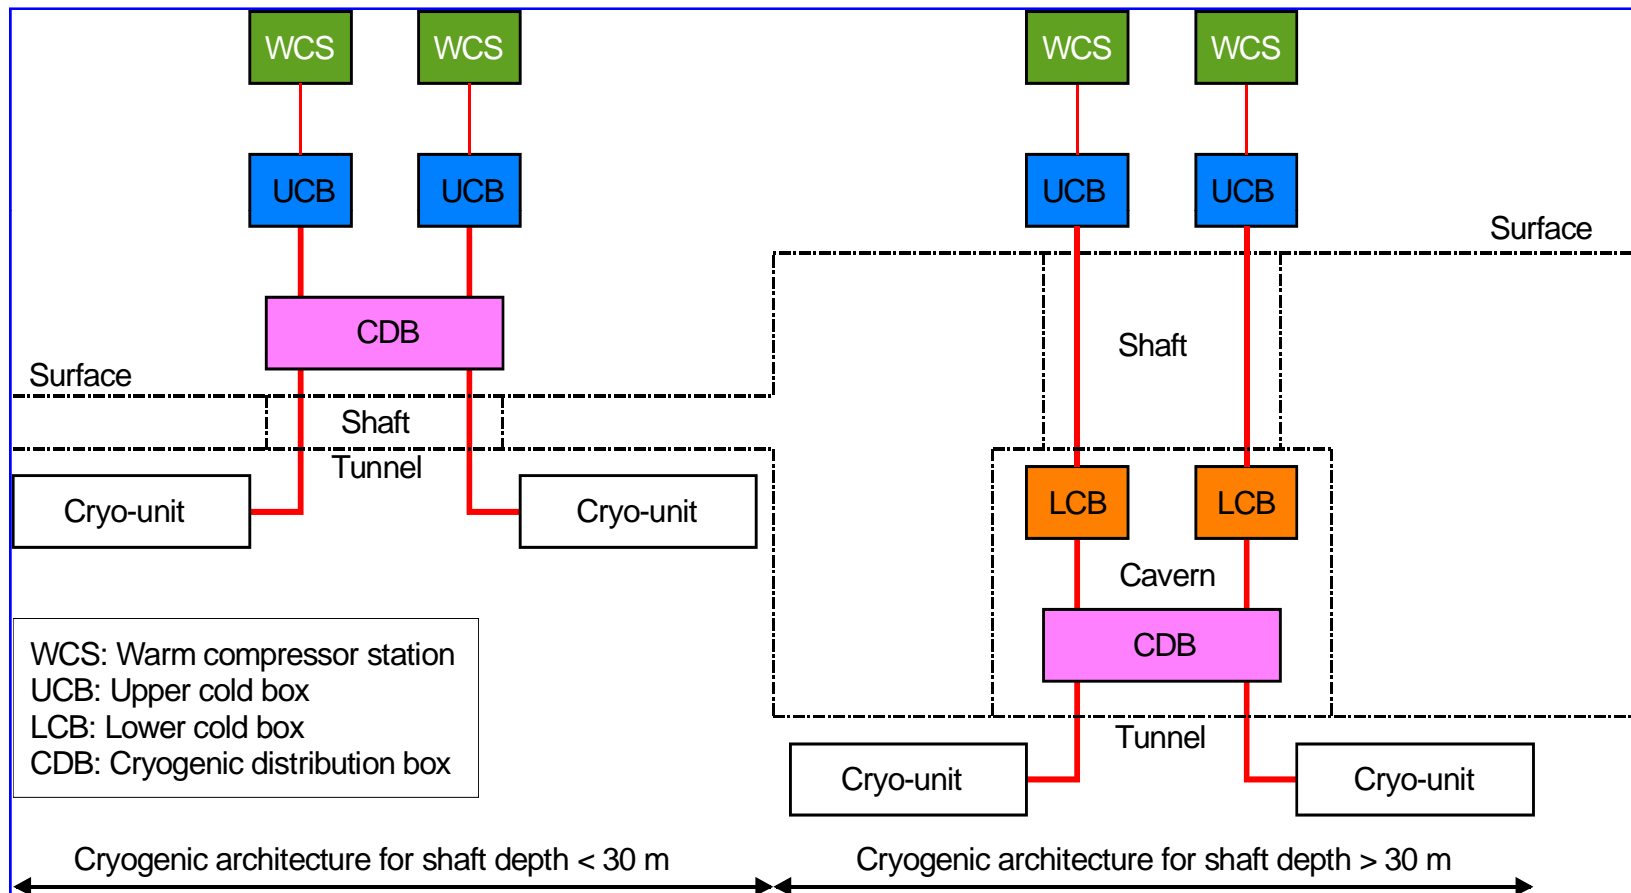 WCS WCS WCS WCS
UCB UCB UCB UCB
Surface
CDB
Shaft
Surface
Shaft
Tunnel
Cryo-unit Cryo-unit
LCB LCB
Cavern
CDB
WCS: Warm compressor station
UCB: Upper cold box
LCB: Lower cold box
CDB: Cryogenic distribution box
Tunnel
Cryo-unit Cryo-unit
Cryogenic architecture for shaft depth < 30 m
Cryogenic architecture for shaft depth > 30 m